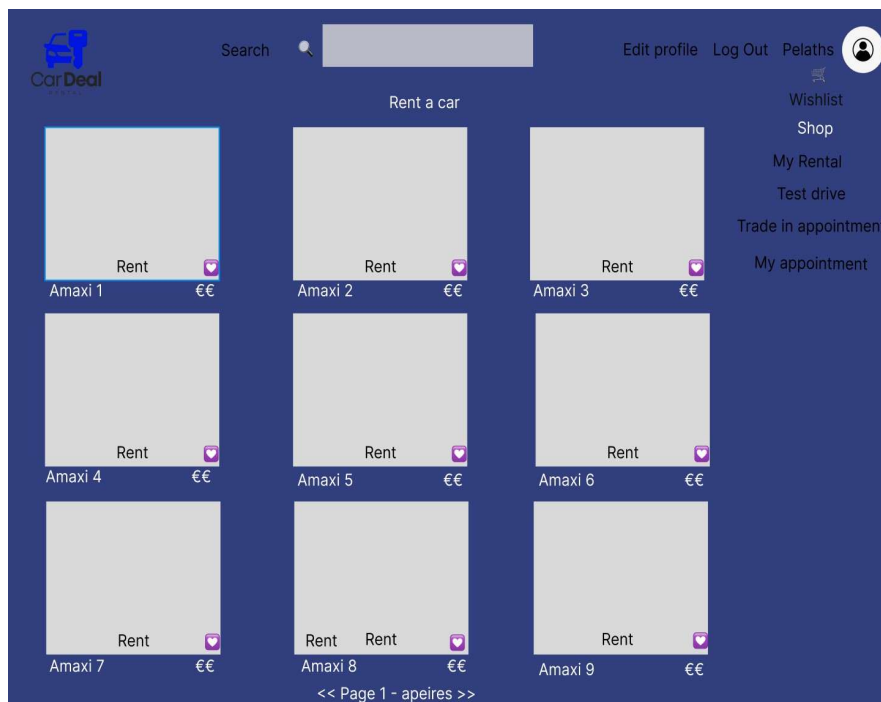 Search Edit profile Log Out Pelaths
CarDeal
Wishlist
Rent a car
Shop
My Rental
Test drive
Trade in appointmen
My appointment
Rent Rent Rent
Amaxi 1 €€ Amaxi 2 €€ Amaxi 3 €€
Rent Rent Rent
Amaxi 4 €€ Amaxi 5 €€ Amaxi 6 €€
Rent Rent Rent Rent
Amaxi 7 €€ Amaxi 8 €€ Amaxi 9 €€
<< Page 1 - apeires >>